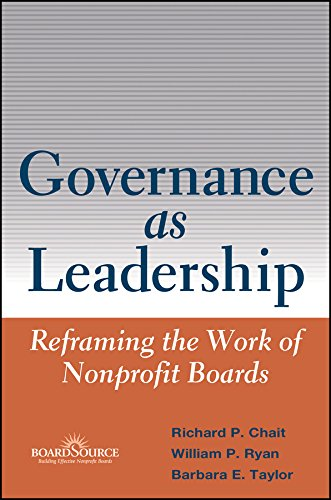 Governance
as
Leadership
Reframing the Work of
Nonprofit Boards
BOARDSOURCE
Building Effective Nonprofit Boards
Richard P. Chait
William P. Ryan
Barbara E. Taylor